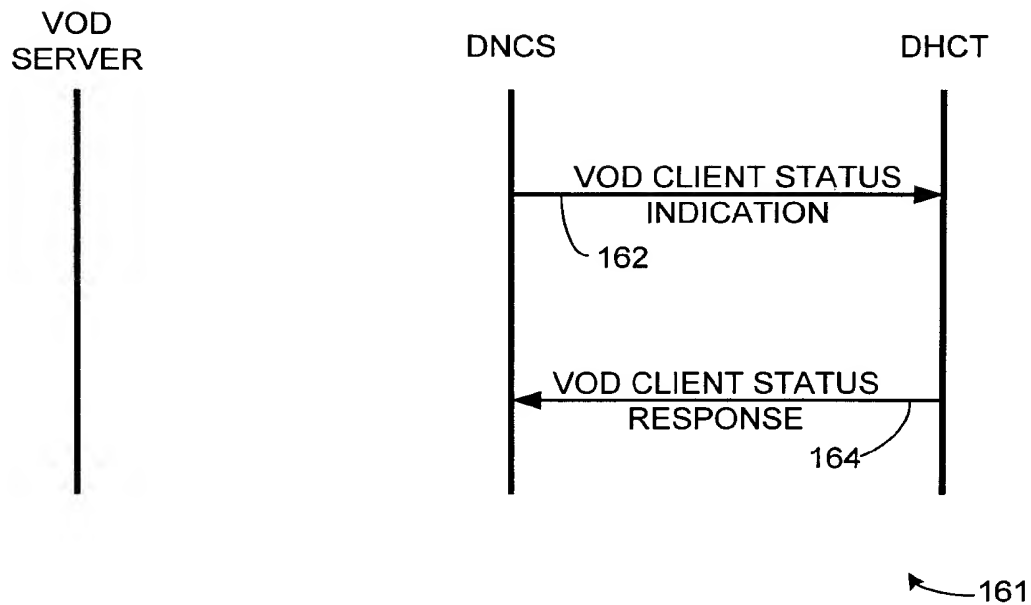 VOD
SERVER
DNCS
DHCT
VOD CLIENT STATUS
INDICATION
162
VOD CLIENT STATUS
RESPONSE
164
161